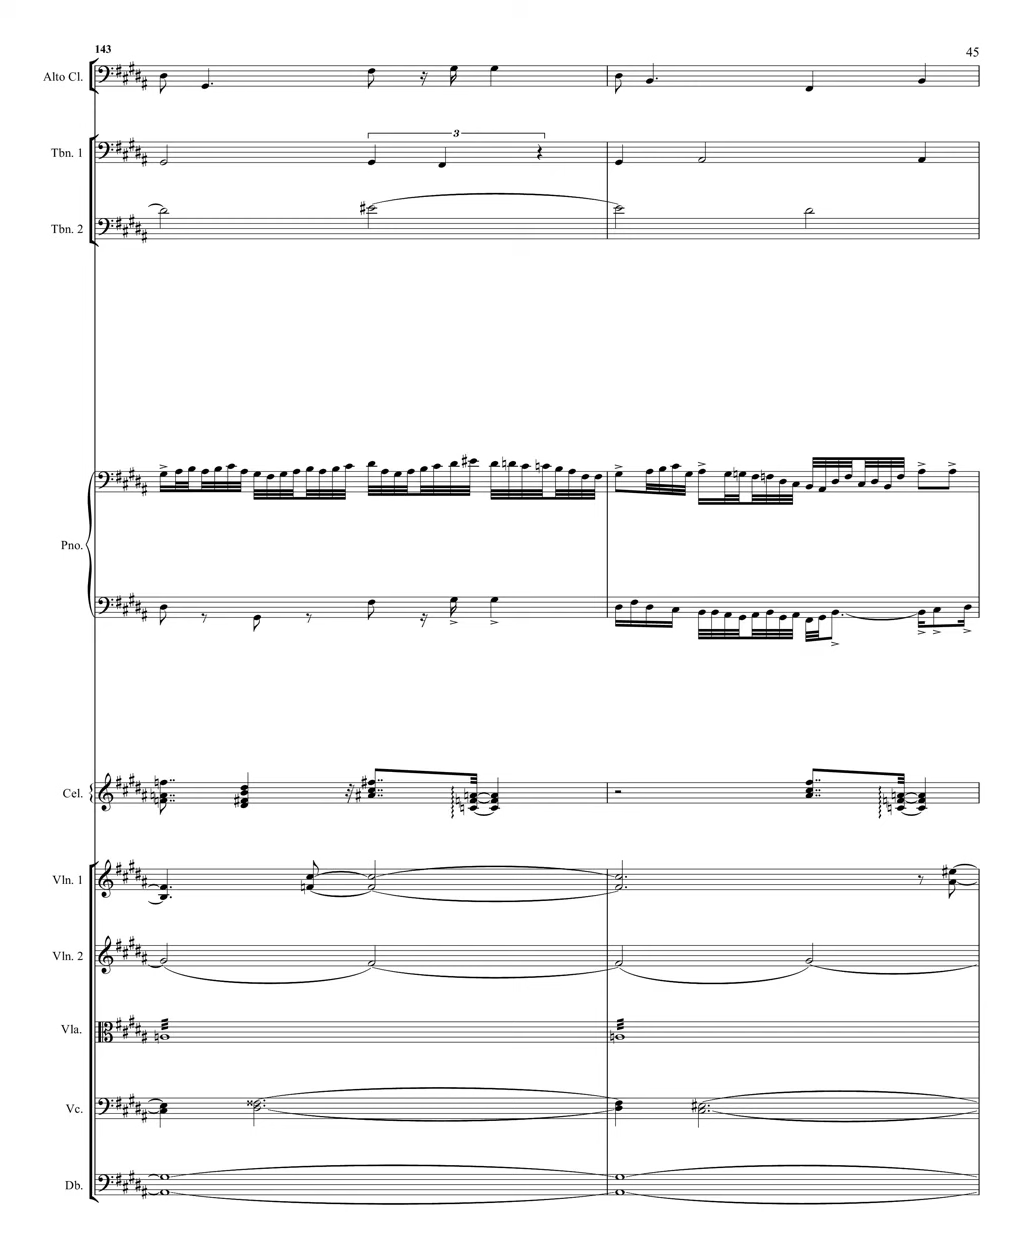 143
45
Alto Cl.
Tbn. 1
3
Tbn. 2
Pno.
Cel.
Vln. 1
Vln. 2
Vla.
Vc.
Db.